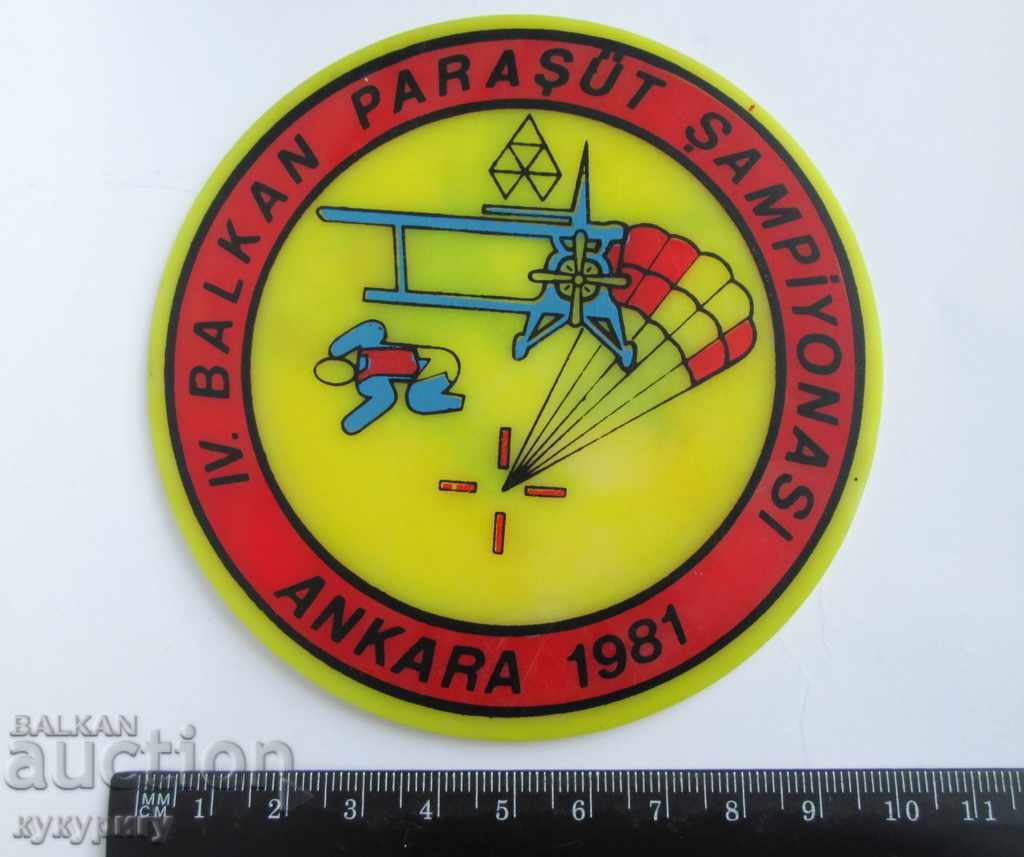 IV. BALKAN PARAŞÜT ŞAMPİYONASI
ANKARA 1981
BALKAN
auction
кукуригу
MM
CM 1 2 3 4 5 6 7 8 9 10 11